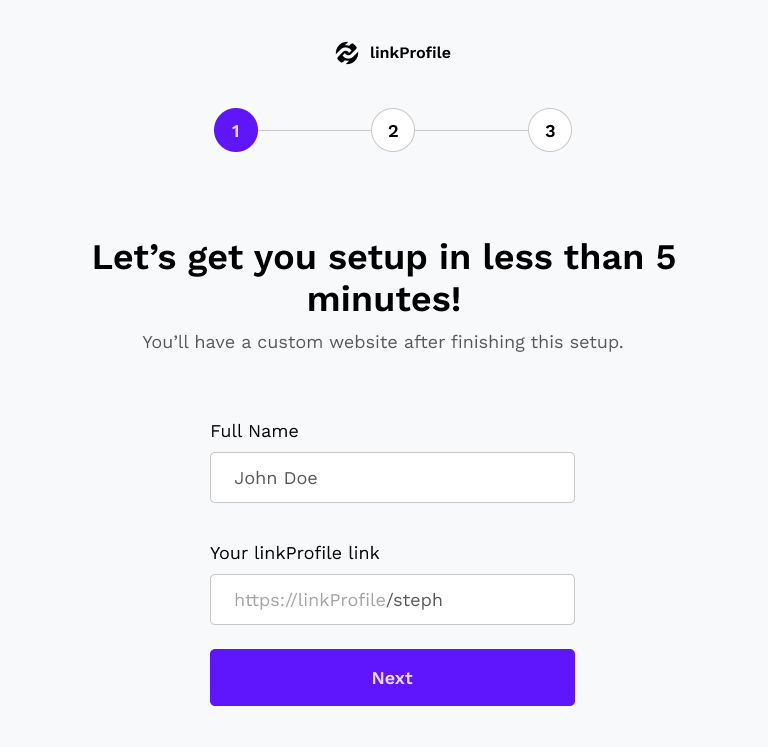 linkProfile
1 2 3
Let’s get you setup in less than 5
minutes!
You’ll have a custom website after finishing this setup.
Full Name
John Doe
Your linkProfile link
https://linkProfile/steph
Next